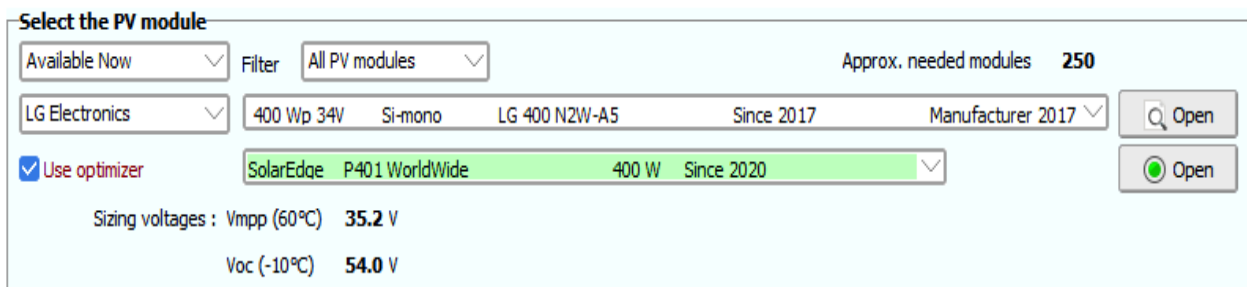 Select the PV module
Available Now Filter All PV modules Approx. needed modules 250
LG Electronics 400 Wp 34V Si-mono LG 400 N2W-A5 Since 2017 Manufacturer 2017 Open
Use optimizer SolarEdge P401 WorldWide 400 W Since 2020 Open
Sizing voltages : Vmpp (60°C) 35.2 V
Voc (-10°C) 54.0 V